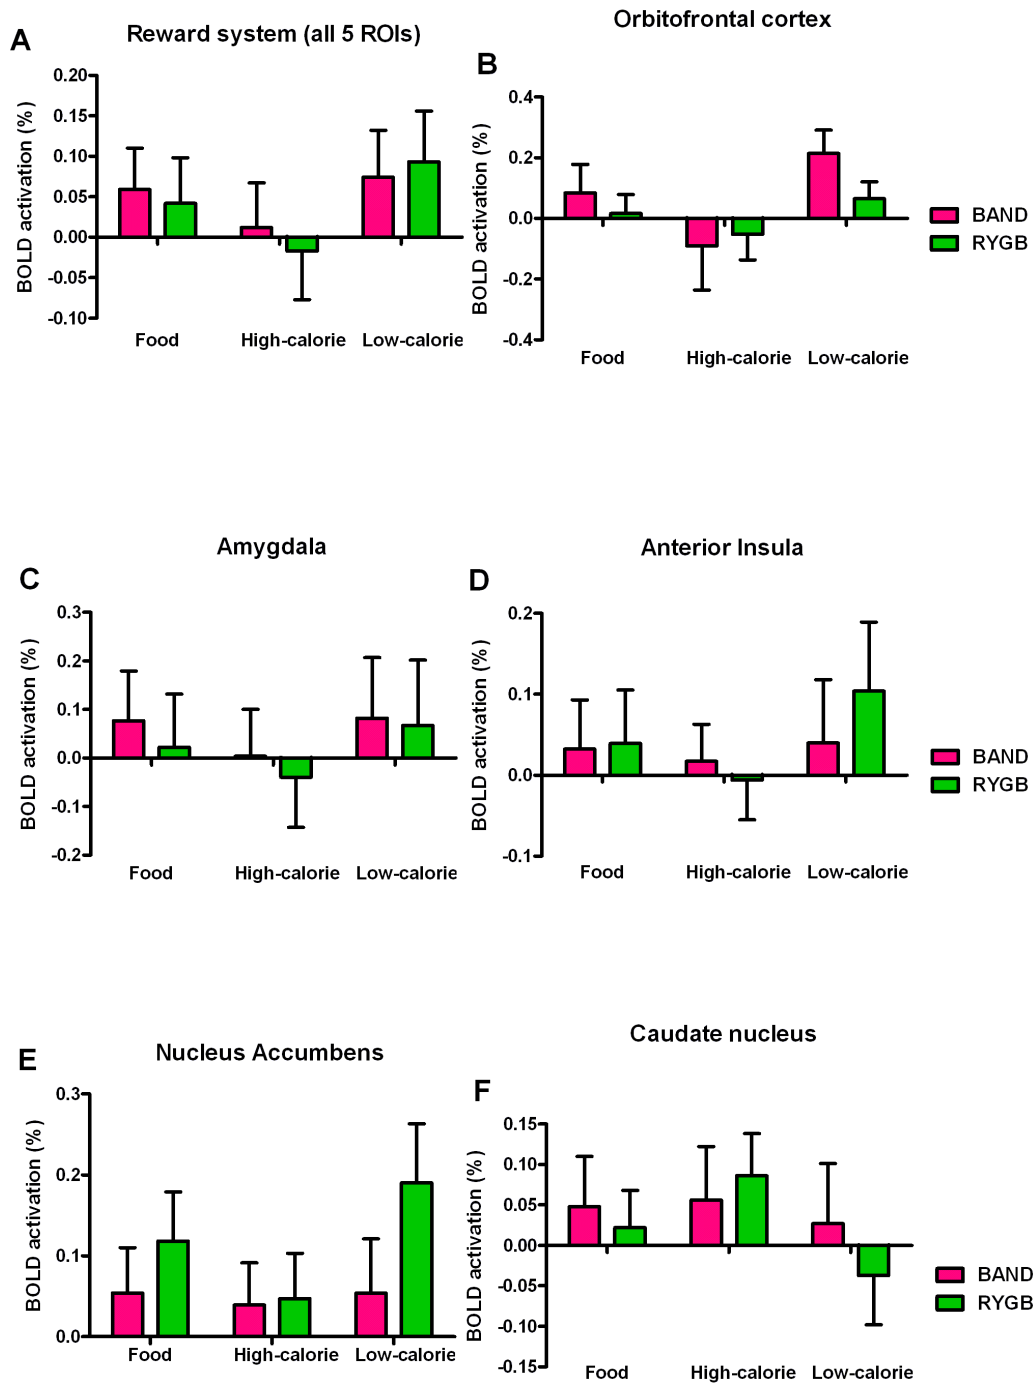 A
Reward system (all 5 ROIs)
BOLD activation (%)
0.20
0.15
0.10
0.05
0.00
-0.05
-0.10
Food
High-calorie
Low-calorie
B
Orbitofrontal cortex
BOLD activation (%)
0.4
0.2
0.0
-0.2
-0.4
Food
High-calorie
Low-calorie
BAND
RYGB
C
Amygdala
BOLD activation (%)
0.3
0.2
0.1
0.0
-0.1
-0.2
Food
High-calorie
Low-calorie
D
Anterior Insula
BOLD activation (%)
0.2
0.1
0.0
-0.1
Food
High-calorie
Low-calorie
BAND
RYGB
E
Nucleus Accumbens
BOLD activation (%)
0.3
0.2
0.1
0.0
Food
High-calorie
Low-calorie
F
Caudate nucleus
BOLD activation (%)
0.15
0.10
0.05
0.00
-0.05
-0.10
-0.15
Food
High-calorie
Low-calorie
BAND
RYGB